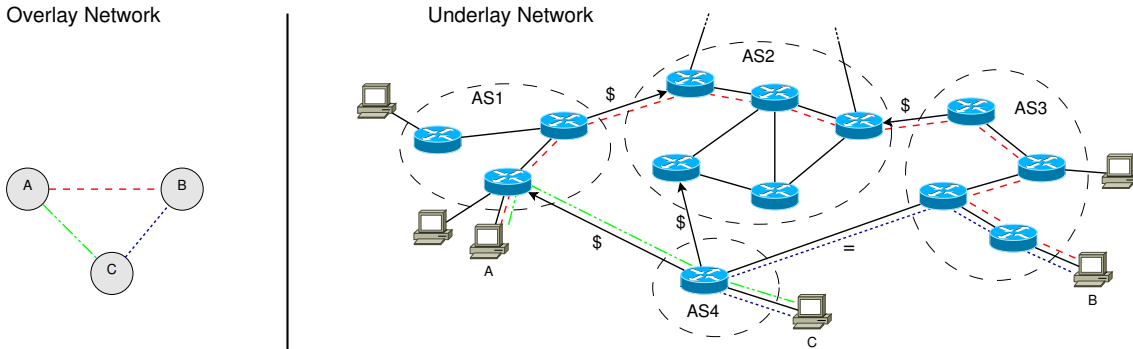 Overlay Network
Underlay Network
AS2
AS1
$
$
AS3
A
B
C
$
$
=
A
B
AS4
C